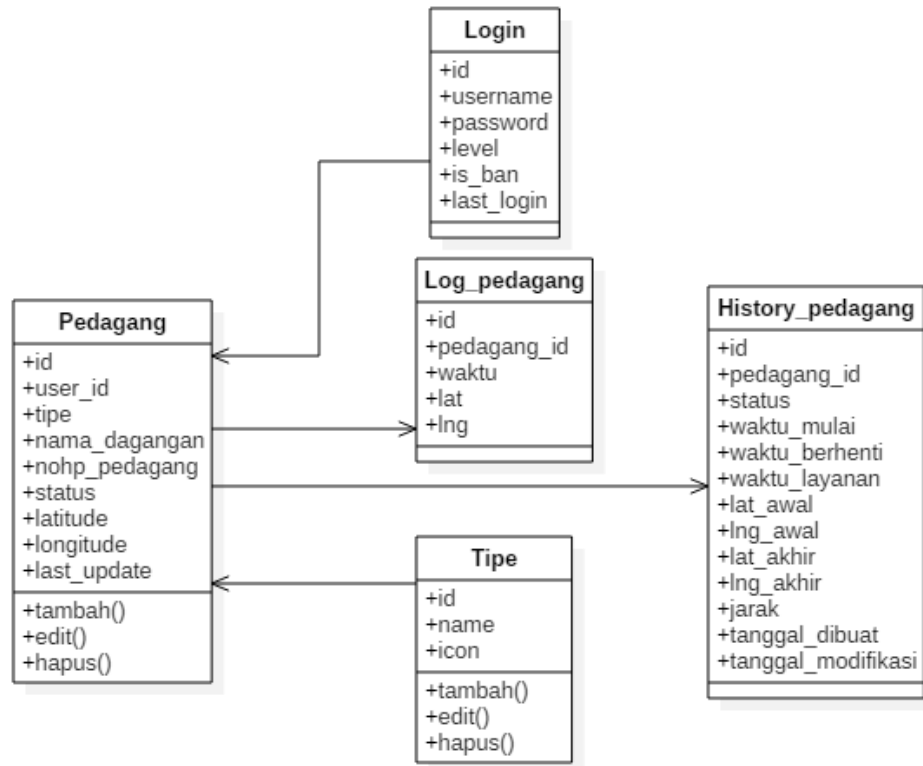 Login
+id
+username
+password
+level
+is_ban
+last_login
Log_pedagang
+id
+pedagang_id
+waktu
+lat
+lng
Pedagang
+id
+user_id
+tipe
+nama_dagangan
+nohp_pedagang
+status
+latitude
+longitude
+last_update
+tambah()
+edit()
+hapus()
History_pedagang
+id
+pedagang_id
+status
+waktu_mulai
+waktu_berhenti
+waktu_layanan
+lat_awal
+lng_awal
+lat_akhir
+lng_akhir
+jarak
+tanggal_dibuat
+tanggal_modifikasi
Tipe
+id
+name
+icon
+tambah()
+edit()
+hapus()